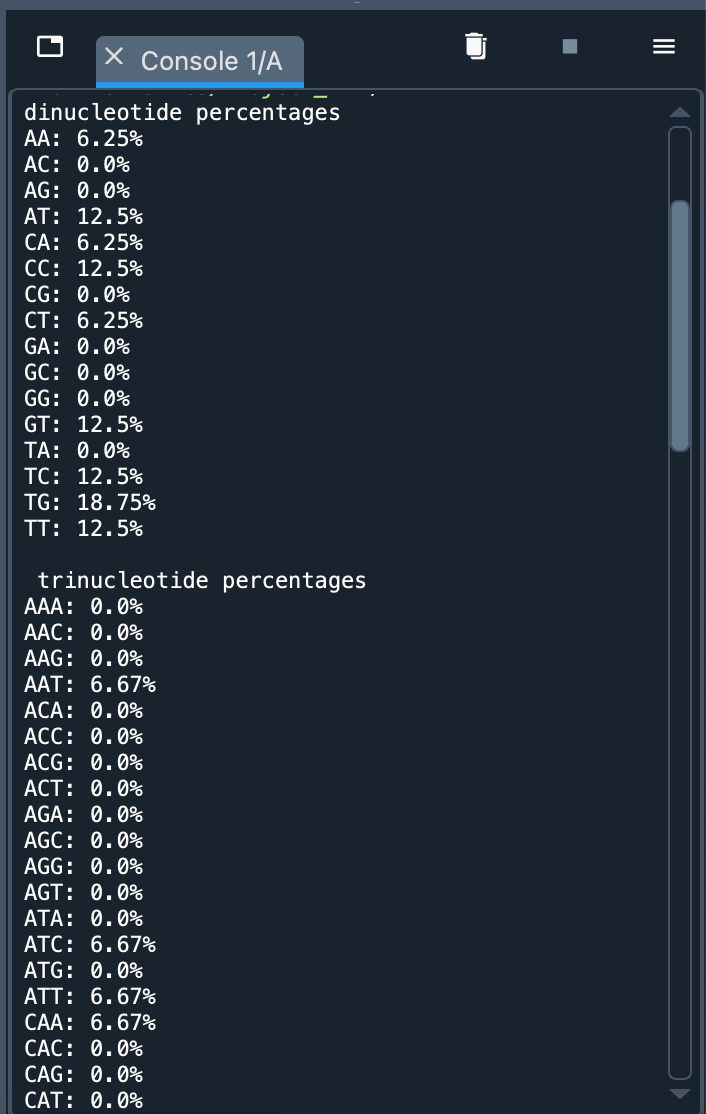 Console 1/A
dinucleotide percentages
AA: 6.25%
AC: 0.0%
AG: 0.0%
AT: 12.5%
CA: 6.25%
CC: 12.5%
CG: 0.0%
CT: 6.25%
GA: 0.0%
GC: 0.0%
GG: 0.0%
GT: 12.5%
TA: 0.0%
TC: 12.5%
TG: 18.75%
TT: 12.5%
trinucleotide percentages
AAA: 0.0%
AAC: 0.0%
AAG: 0.0%
AAT: 6.67%
ACA: 0.0%
ACC: 0.0%
ACG: 0.0%
ACT: 0.0%
AGA: 0.0%
AGC: 0.0%
AGG: 0.0%
AGT: 0.0%
ATA: 0.0%
ATC: 6.67%
ATG: 0.0%
ATT: 6.67%
CAA: 6.67%
CAC: 0.0%
CAG: 0.0%
CAT: 0.0%